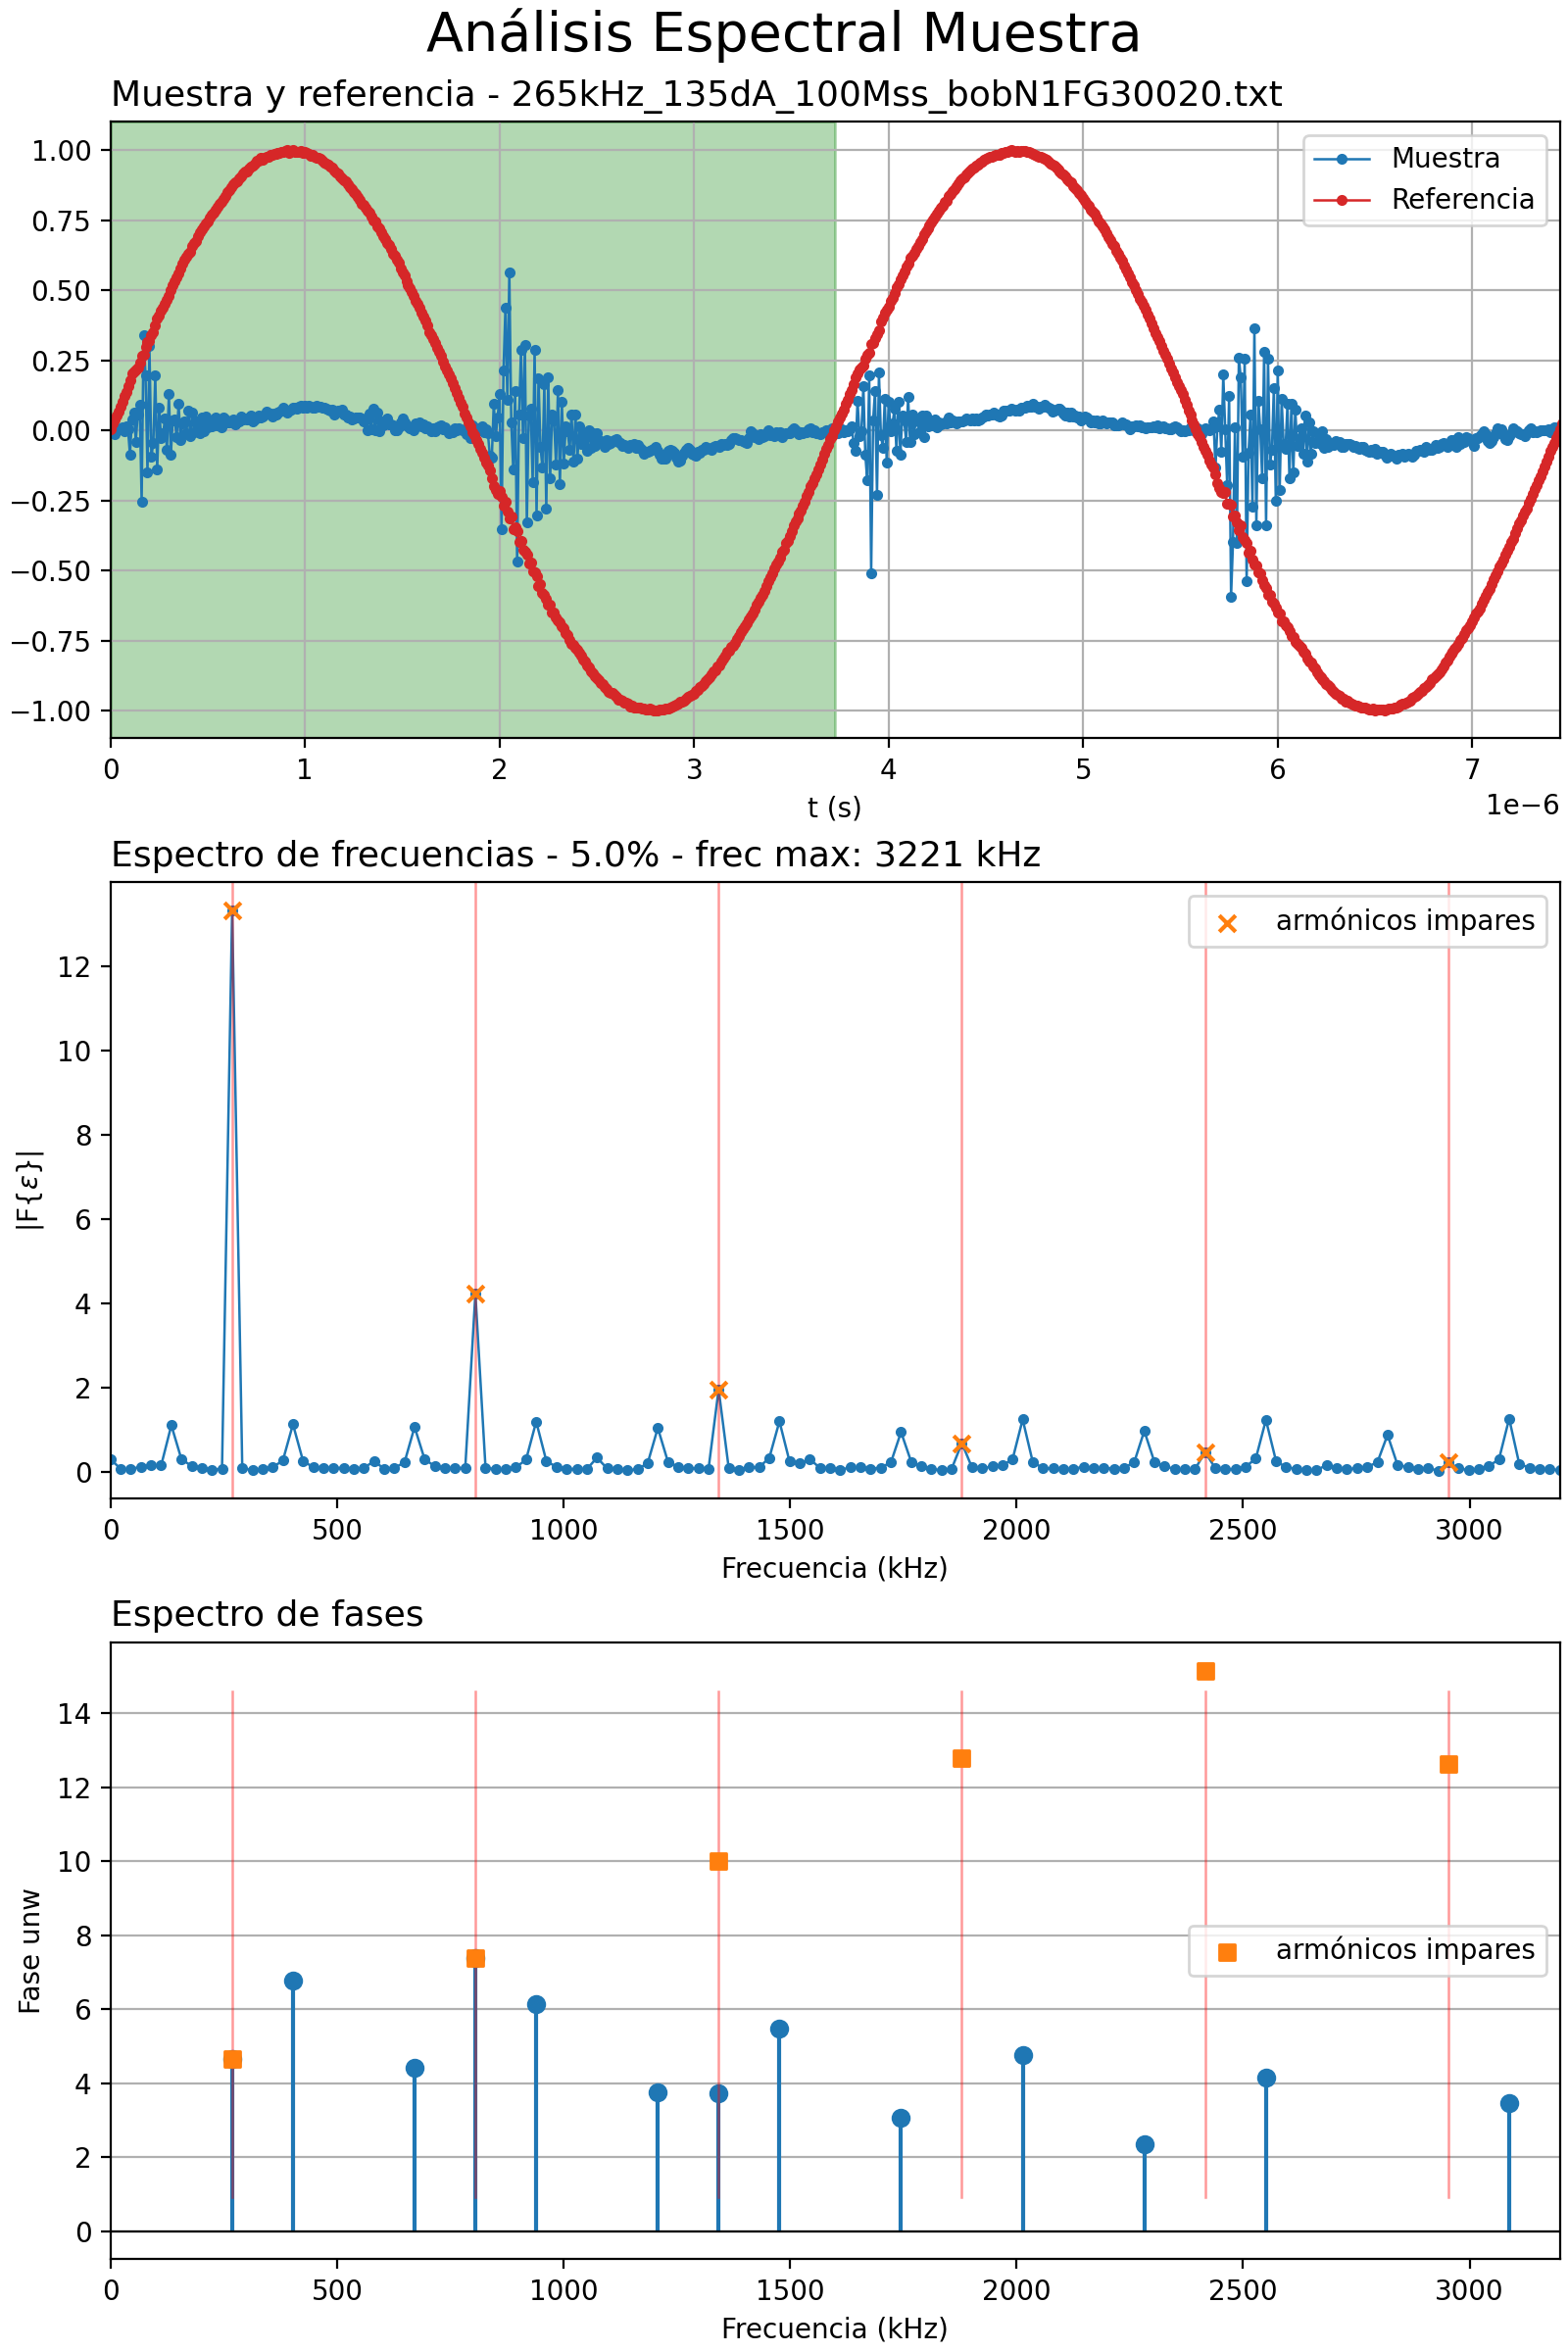 Análisis Espectral Muestra
Muestra y referencia - 265kHz_135dA_100Mss_bobN1FG30020.txt
1.00
0.75
0.50
0.25
0.00
−0.25
−0.50
−0.75
−1.00
Muestra
Referencia
0 1 2 3 4 5 6 7
t (s)
1e−6
Espectro de frecuencias - 5.0% - frec max: 3221 kHz
armónicos impares
12
10
8
6
4
2
0
|F{ε}|
0 500 1000 1500 2000 2500 3000
Frecuencia (kHz)
Espectro de fases
14
12
10
8
6
4
2
0
Fase unw
armónicos impares
0 500 1000 1500 2000 2500 3000
Frecuencia (kHz)